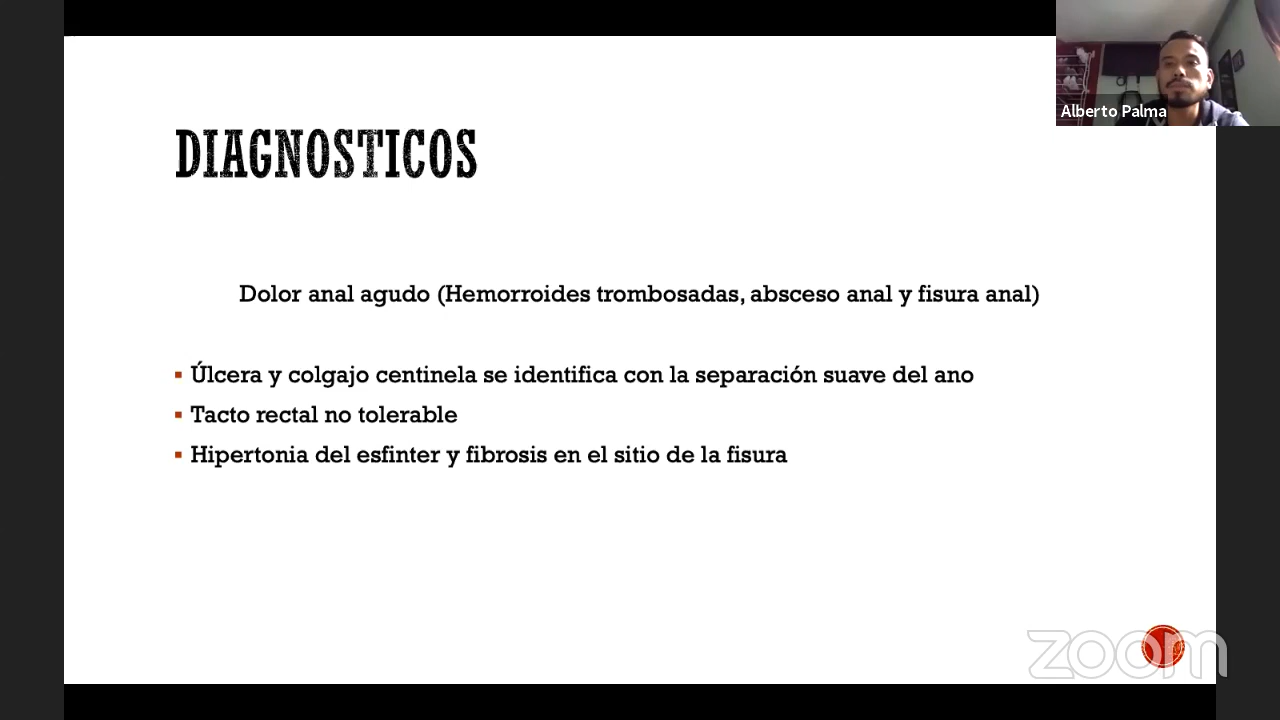 Alberto Palma
DIAGNOSTICOS
Dolor anal agudo (Hemorroides trombosadas, absceso anal y fisura anal)
Úlcera y colgajo centinela se identifica con la separación suave del ano
Tacto rectal no tolerable
Hipertonia del esfinter y fibrosis en el sitio de la fisura
zoom